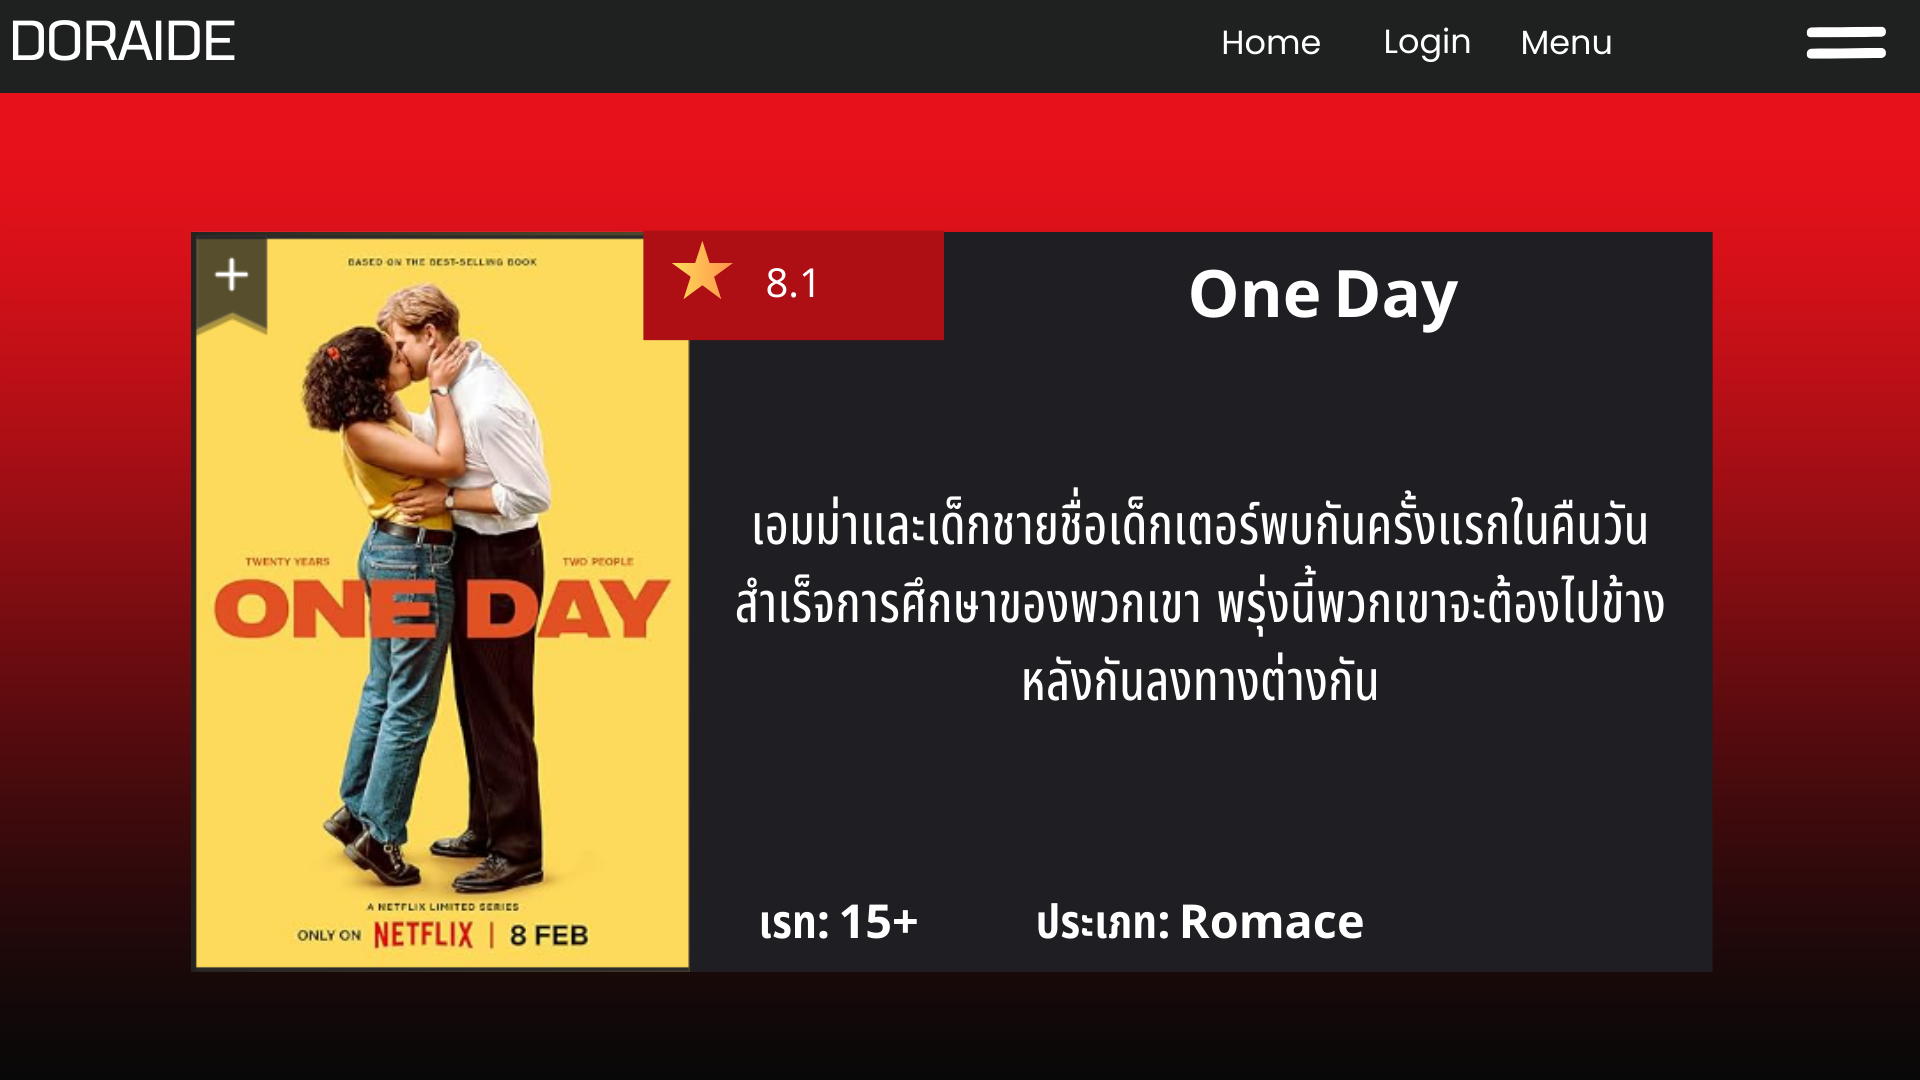 DORAIDE
Home
Login
Menu
BASED ON THE BEST-SELLING BOOK
8.1
One Day
TWENTY YEARS
TWO PEOPLE
ONE DAY
เอมม่าและเด็กชายชื่อเด็กเตอร์พบกันครั้งแรกในคืนวัน
สำเร็จการศึกษาของพวกเขา พรุ่งนี้พวกเขาจะต้องไปข้าง
หลังกันลงทางต่างกัน
A NETFLIX LIMITED SERIES
ONLY ON NETFLIX | 8 FEB
เรท: 15+
ประเภท: Romace